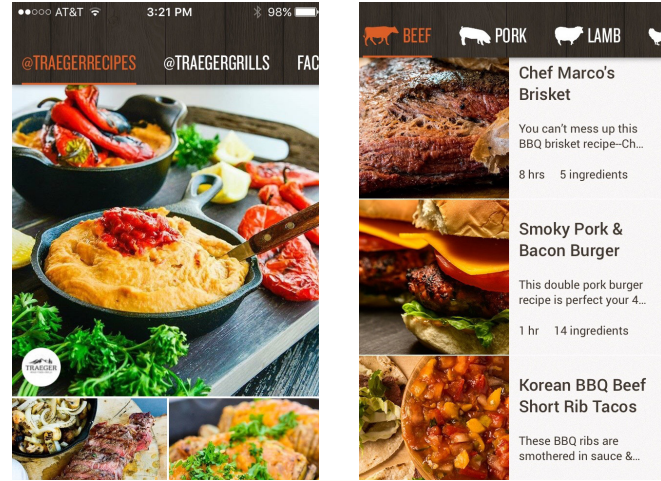 AT&T 3:21 PM 98%
@TRAEGERRECIPES @TRAEGERGRILLS FAC
TRAEGER
BEEF PORK LAMB
Chef Marco's
Brisket
You can't mess up this
BBQ brisket recipe--Ch...
8 hrs 5 ingredients
Smoky Pork &
Bacon Burger
This double pork burger
recipe is perfect your 4...
1 hr 14 ingredients
Korean BBQ Beef
Short Rib Tacos
These BBQ ribs are
smothered in sauce &...